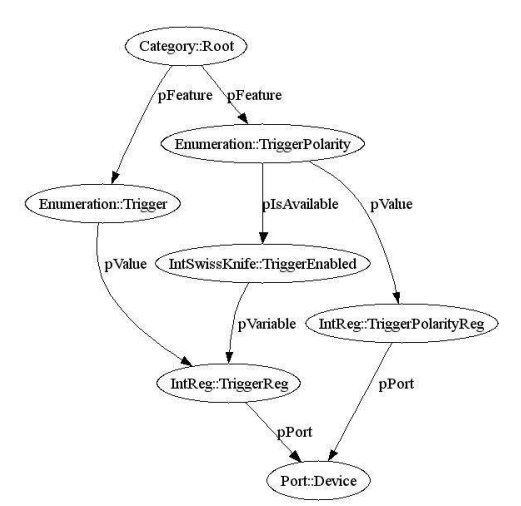 Category::Root
pFeature
pFeature
Enumeration::TriggerPolarity
Enumeration::Trigger
pIsAvailable
pValue
pValue
IntSwissKnife::TriggerEnabled
pVariable
IntReg::TriggerPolarityReg
IntReg::TriggerReg
pPort
pPort
Port::Device